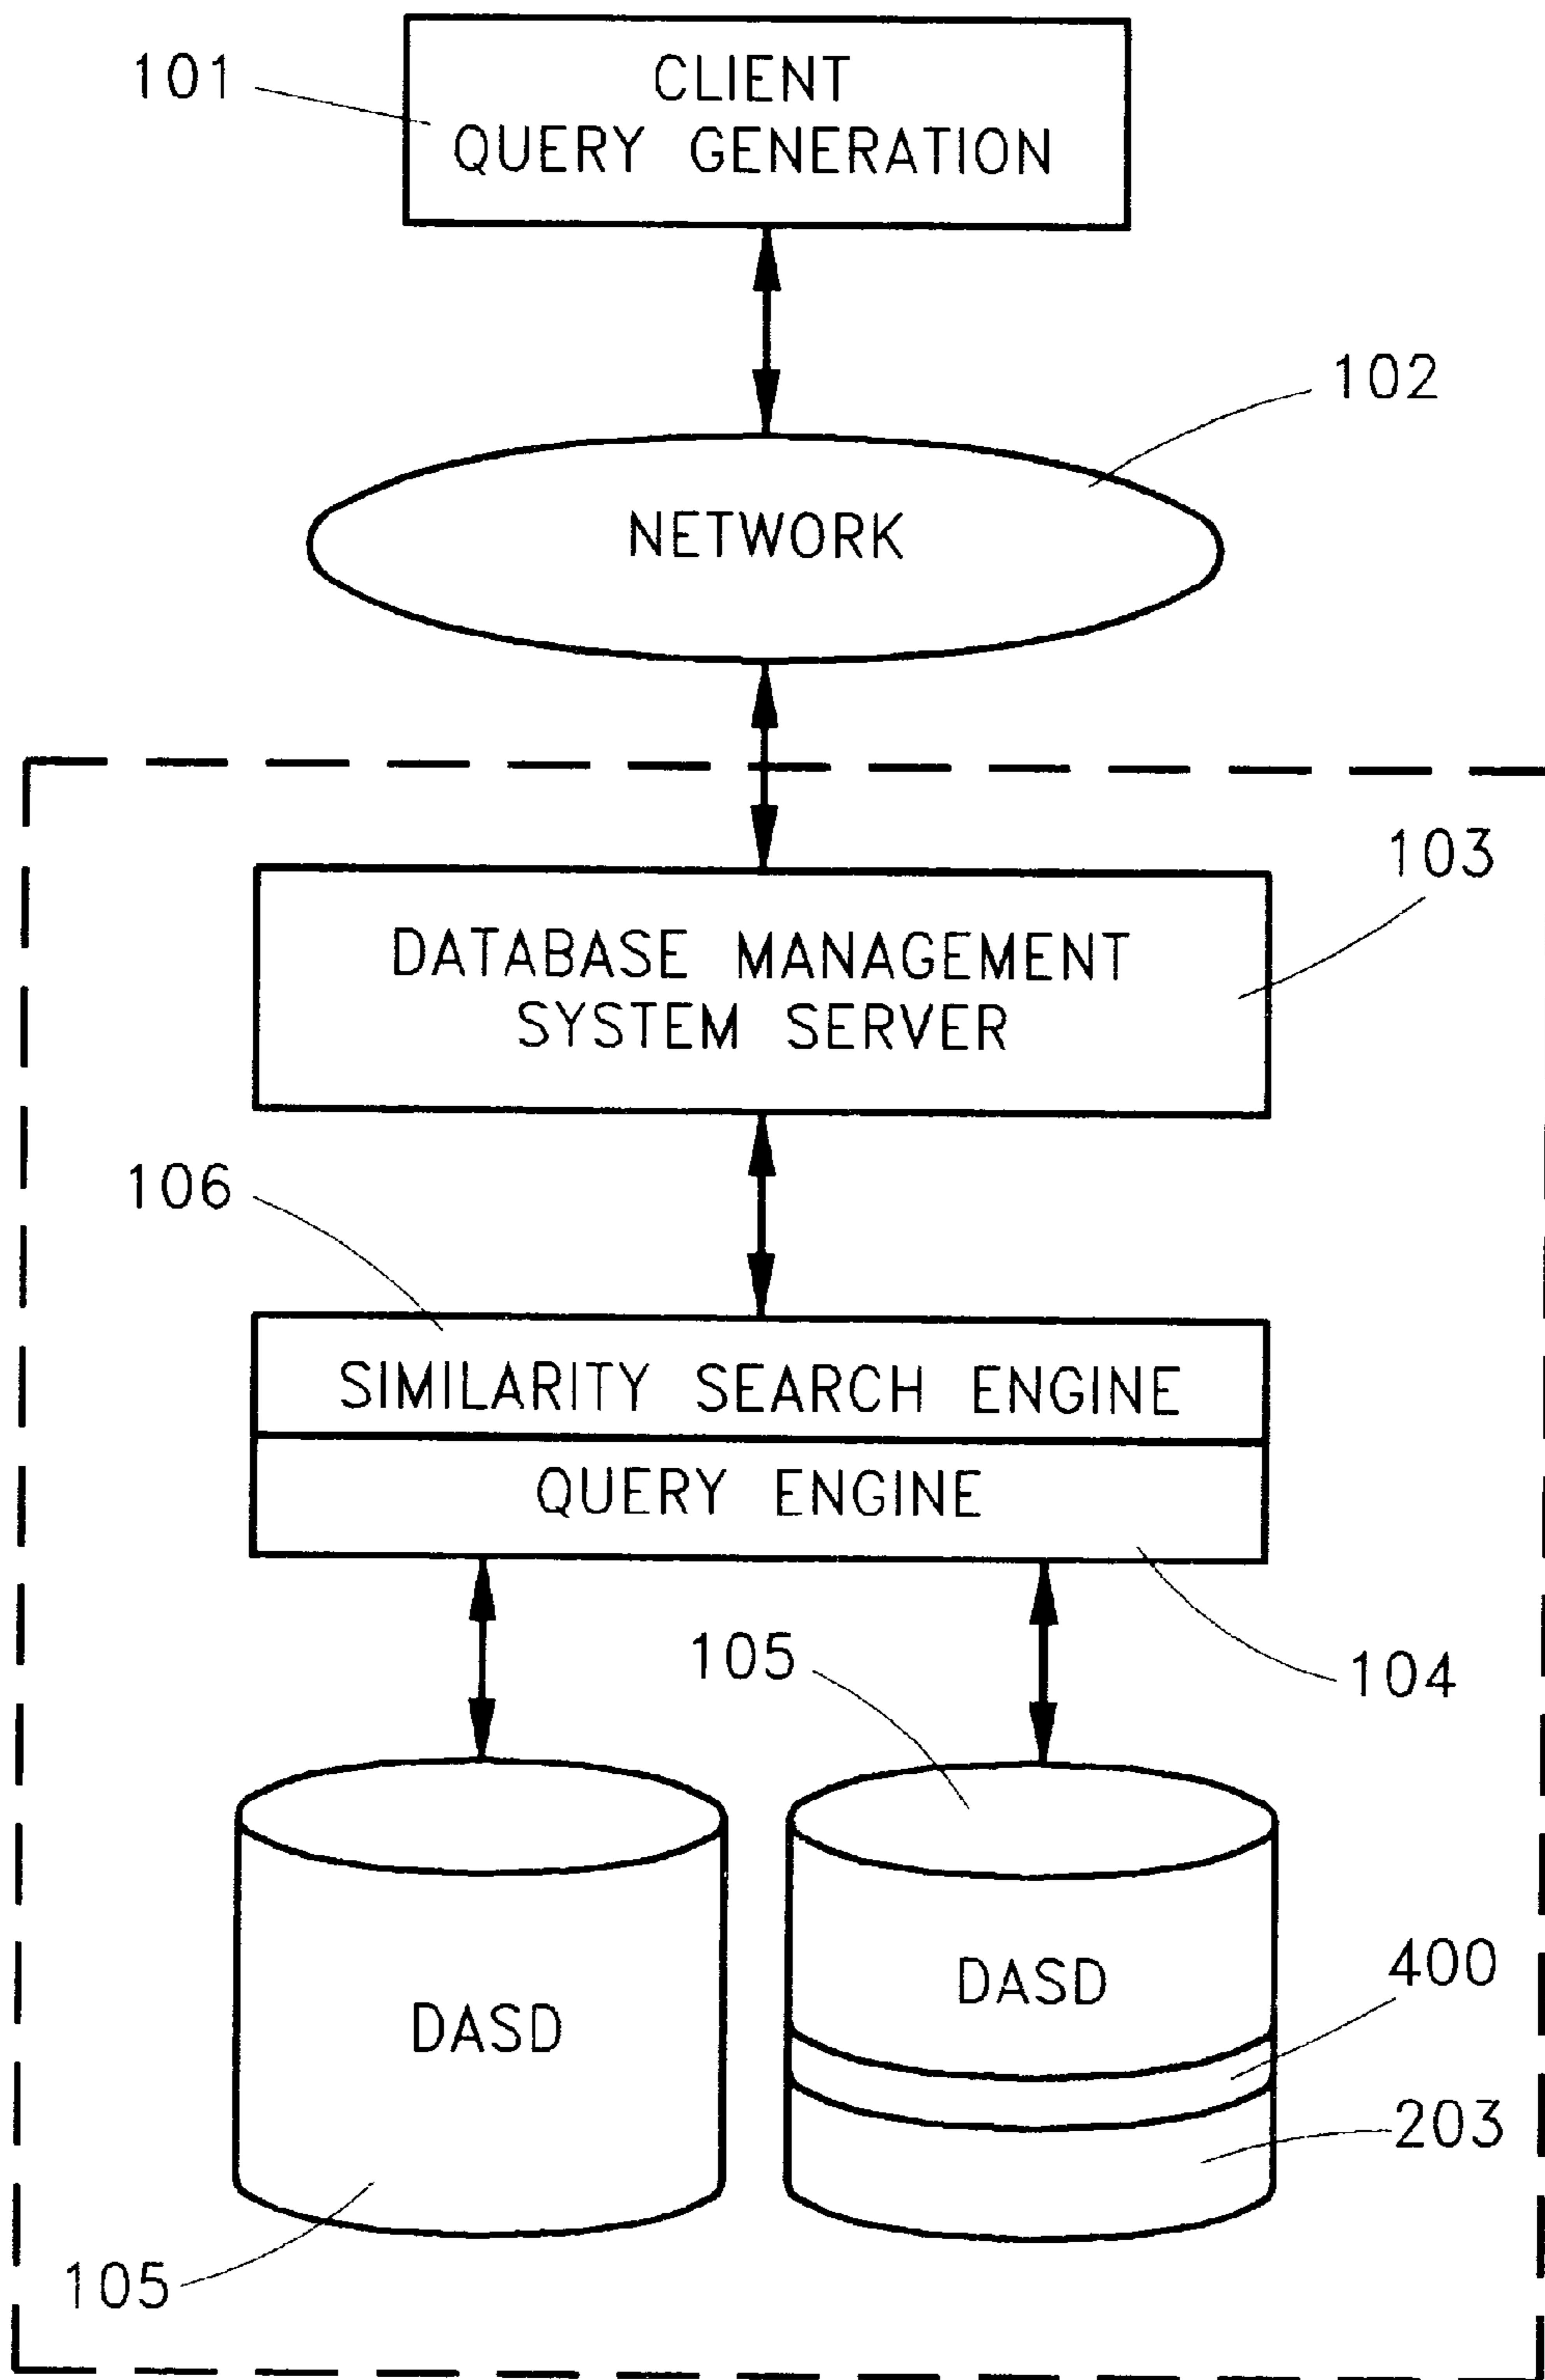 101
CLIENT
QUERY GENERATION
102
NETWORK
103
DATABASE MANAGEMENT
SYSTEM SERVER
106
SIMILARITY SEARCH ENGINE
QUERY ENGINE
105
104
DASD
DASD
400
203
105